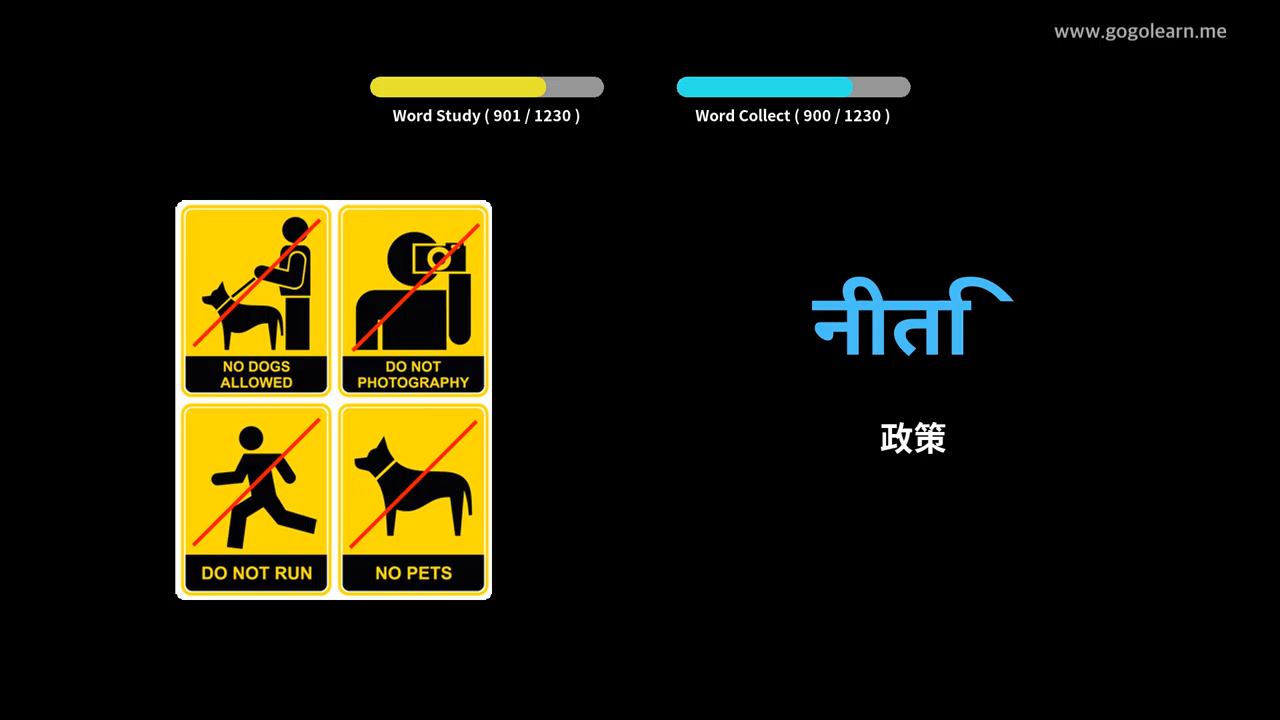 www.gogolearn.me
Word Study ( 901 / 1230 )
Word Collect ( 900 / 1230 )
NO DOGS
ALLOWED
DO NOT
PHOTOGRAPHY
DO NOT RUN
NO PETS
नीति
政策